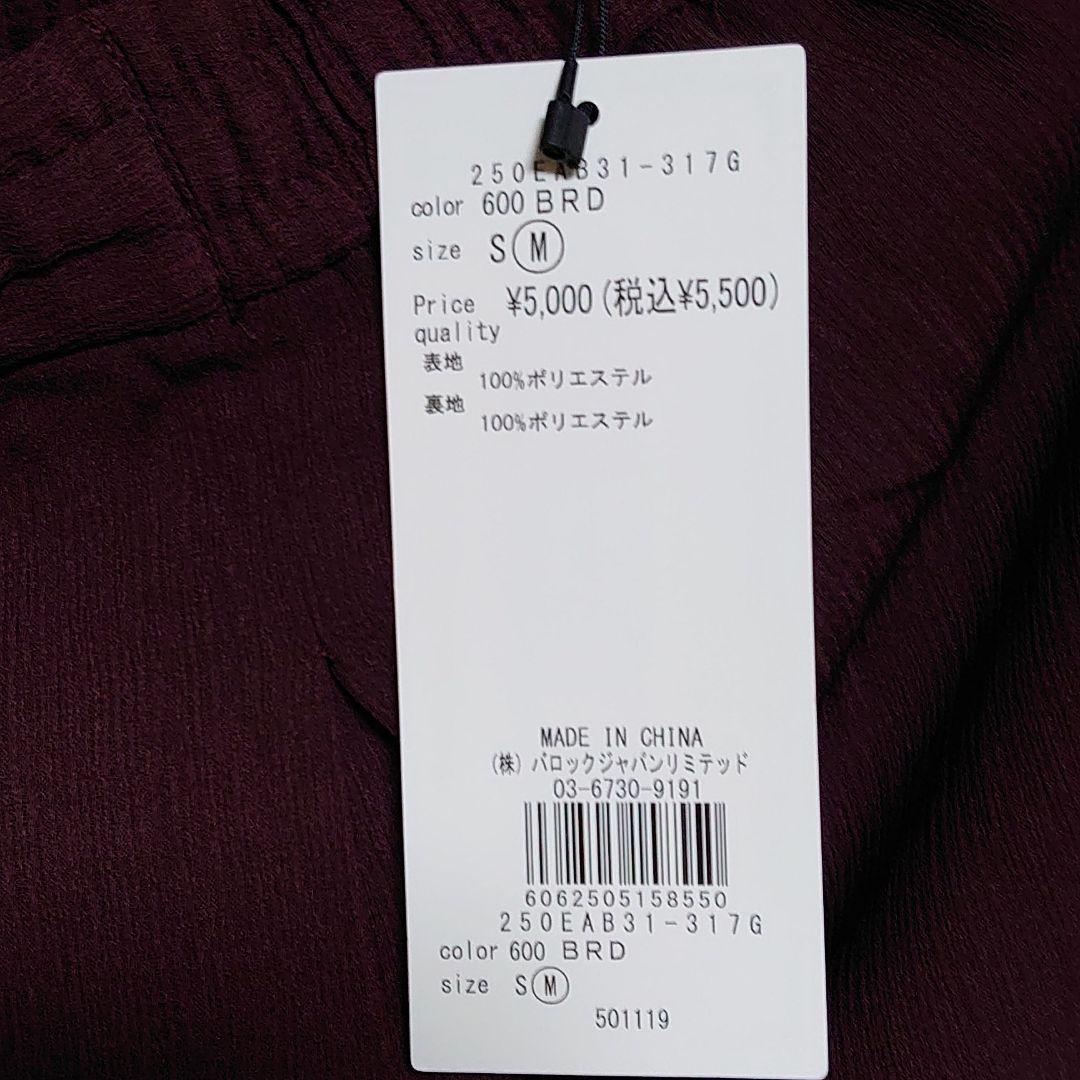 250EAB31-317G
color 600 BRD
size S M
Price ¥5,000 (税込¥5,500)
quality
表地
100%ポリエステル
裏地
100%ポリエステル
MADE IN CHINA
(株) バロックジャパンリミテッド
03-6730-9191
6062505158550
250EAB31-317G
color 600 BRD
size S M
501119